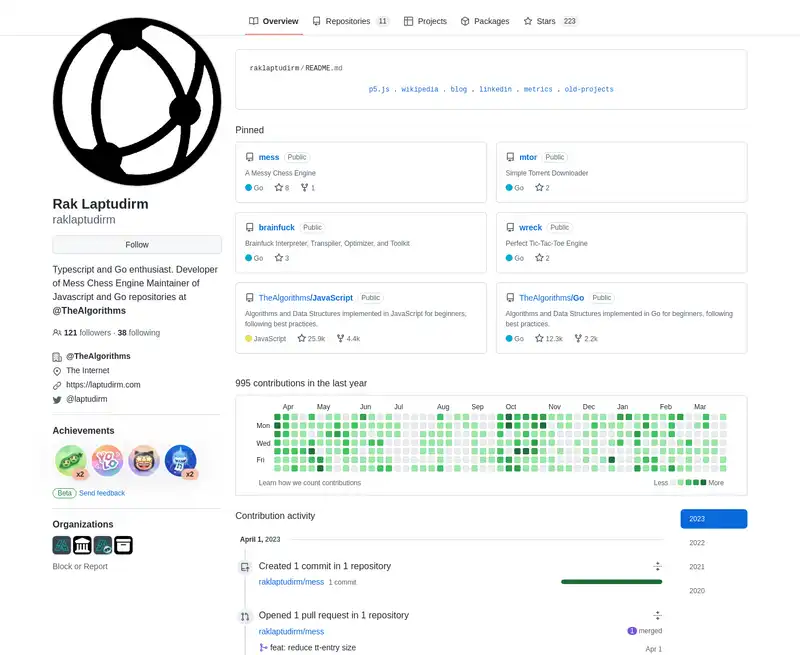 Overview
Repositories 11
Projects
Packages
Stars 223
raklaptudirm/README.md
p5.js . wikipedia . blog . linkedin . metrics . old-projects
Pinned
mess Public
A Messy Chess Engine
Go 8 1
mtor Public
Simple Torrent Downloader
Go 2
brainfuck Public
Brainfuck Interpreter, Transpiler, Optimizer, and Toolkit.
Go 3
wreck Public
Perfect Tic-Tac-Toe Engine
Go 2
TheAlgorithms/JavaScript Public
Algorithms and Data Structures implemented in JavaScript for beginners,
following best practices.
JavaScript 25.9k 4.4k
TheAlgorithms/Go Public
Algorithms and Data Structures implemented in Go for beginners, following
best practices.
Go 12.3k 2.2k
Rak Laptudirm
raklaptudirm
Follow
Typescript and Go enthusiast. Developer
of Mess Chess Engine Maintainer of
Javascript and Go repositories at
@TheAlgorithms
121 followers · 38 following
@TheAlgorithms
The Internet
https://laptudirm.com
@laptudirm
Achievements
x2
YOLO
x2
Beta Send feedback
Organizations
Block or Report
995 contributions in the last year
Apr May Jun Jul Aug Sep Oct Nov Dec Jan Feb Mar
Mon
Wed
Fri
Learn how we count contributions
Less More
Contribution activity
2023
2022
2021
2020
April 1, 2023
Created 1 commit in 1 repository
raklaptudirm/mess 1 commit
Opened 1 pull request in 1 repository
raklaptudirm/mess 1 merged
feat: reduce tt-entry size Apr 1